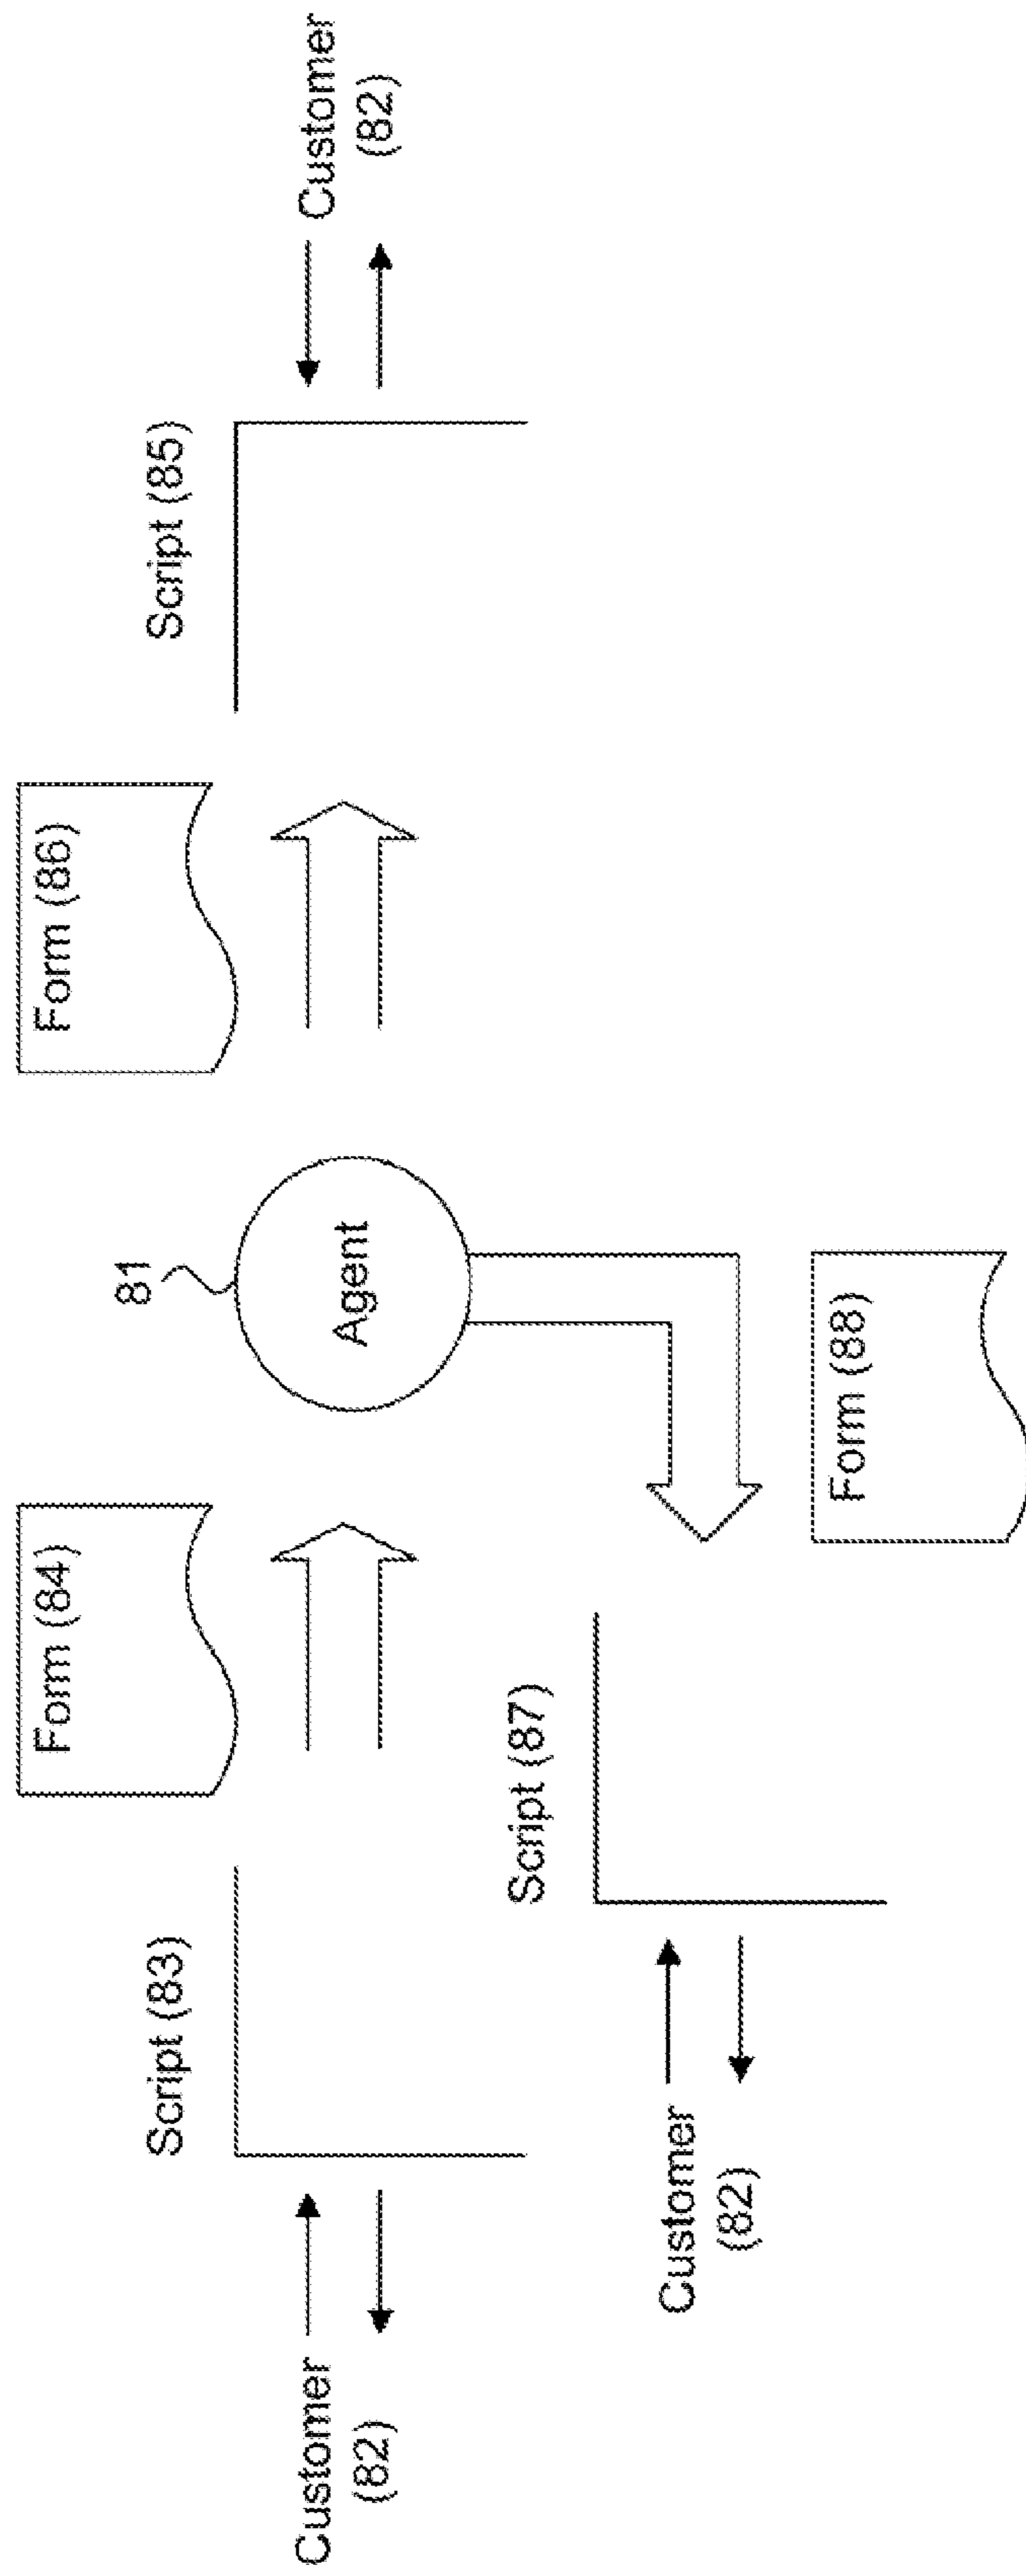 Form (84)
Form (86)
81
Script (83)
Script (85)
Customer
(82)
Agent
Customer
(82)
Script (87)
Customer
(82)
Form (88)